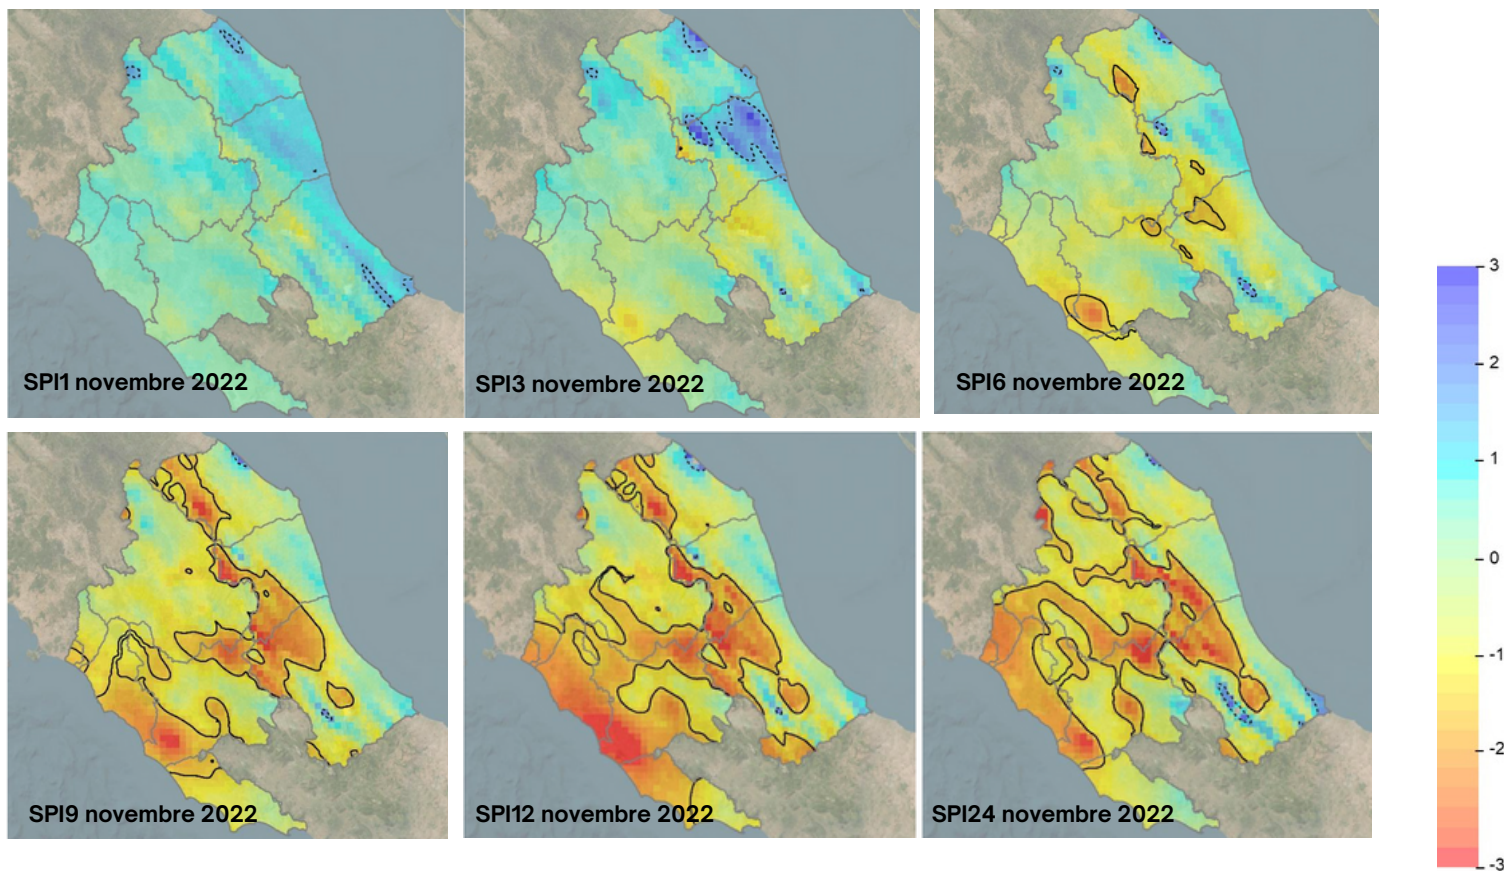 SPI1 novembre 2022
SPI3 novembre 2022
SPI6 novembre 2022
3
2
1
0
-1
-2
-3
SPI9 novembre 2022
SPI12 novembre 2022
SPI24 novembre 2022